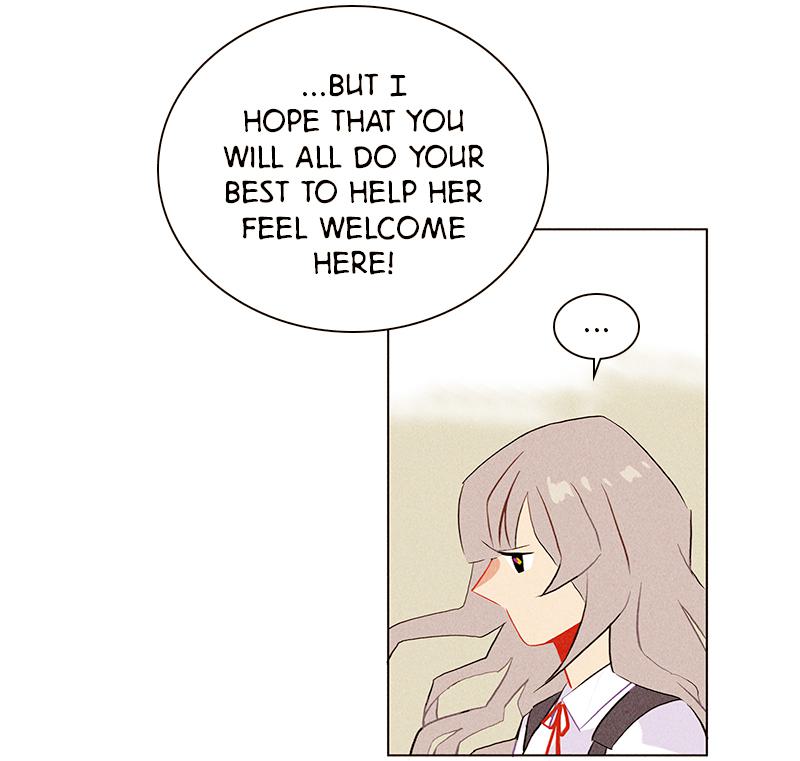 ...BUT I
HOPE THAT YOU
WILL ALL DO YOUR
BEST TO HELP HER
FEEL WELCOME
HERE!
...